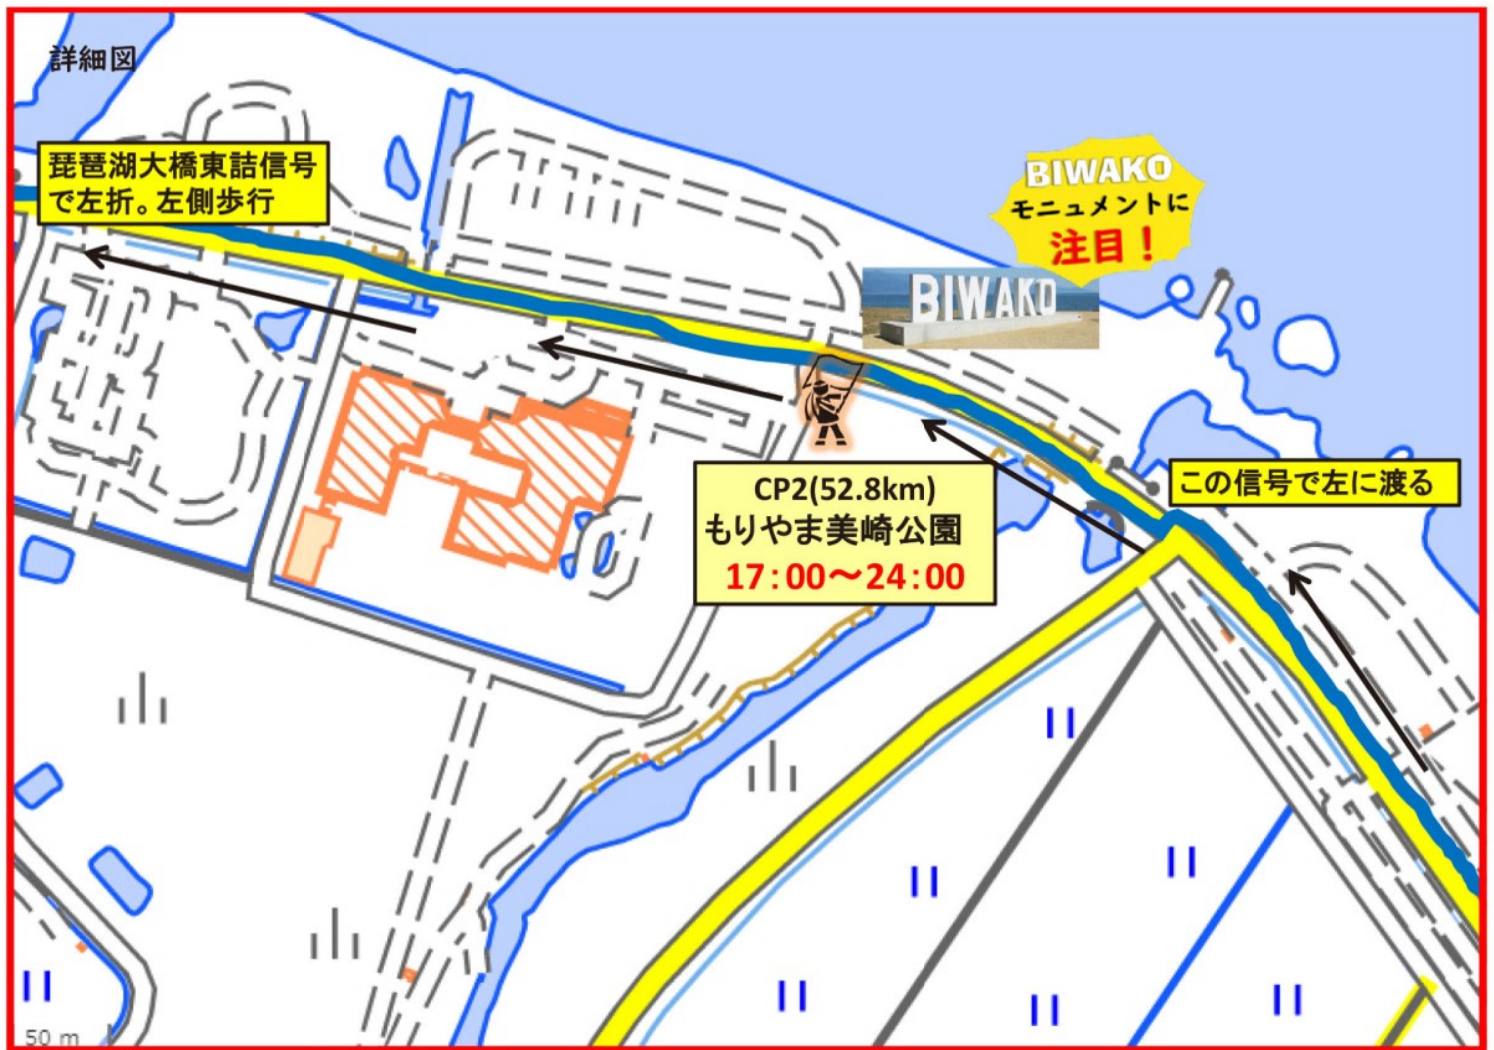 詳細図
琵琶湖大橋東詰信号
で左折。左側歩行
BIWAKO
モニュメントに
注目！
BIWAKO
この信号で左に渡る
CP2(52.8km)
もりやま美崎公園
17:00～24:00
50 m